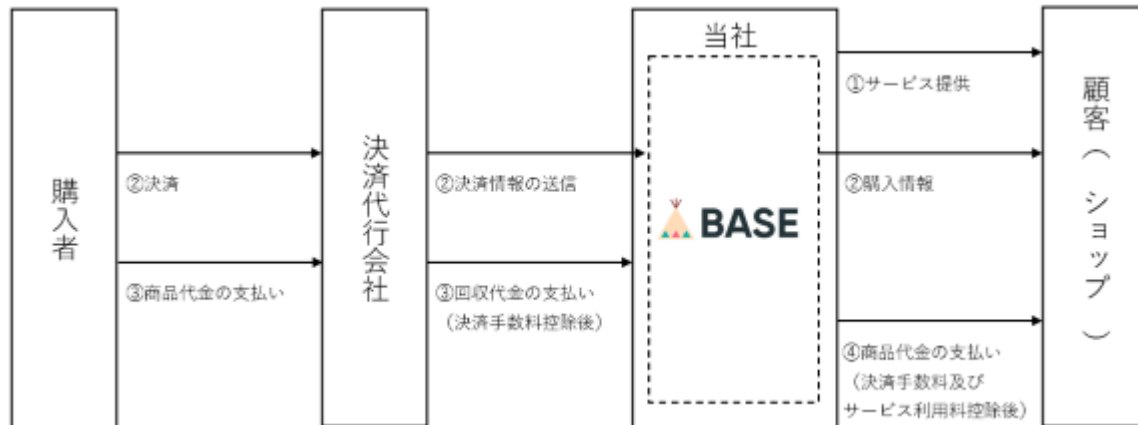 購入者
②決済
③商品代金の支払い
決済代行会社
②決済情報の送信
③回収代金の支払い
（決済手数料控除後）
当社
BASE
①サービス提供
②購入情報
④商品代金の支払い
（決済手数料及び
サービス利用料控除後）
顧客（ショップ）